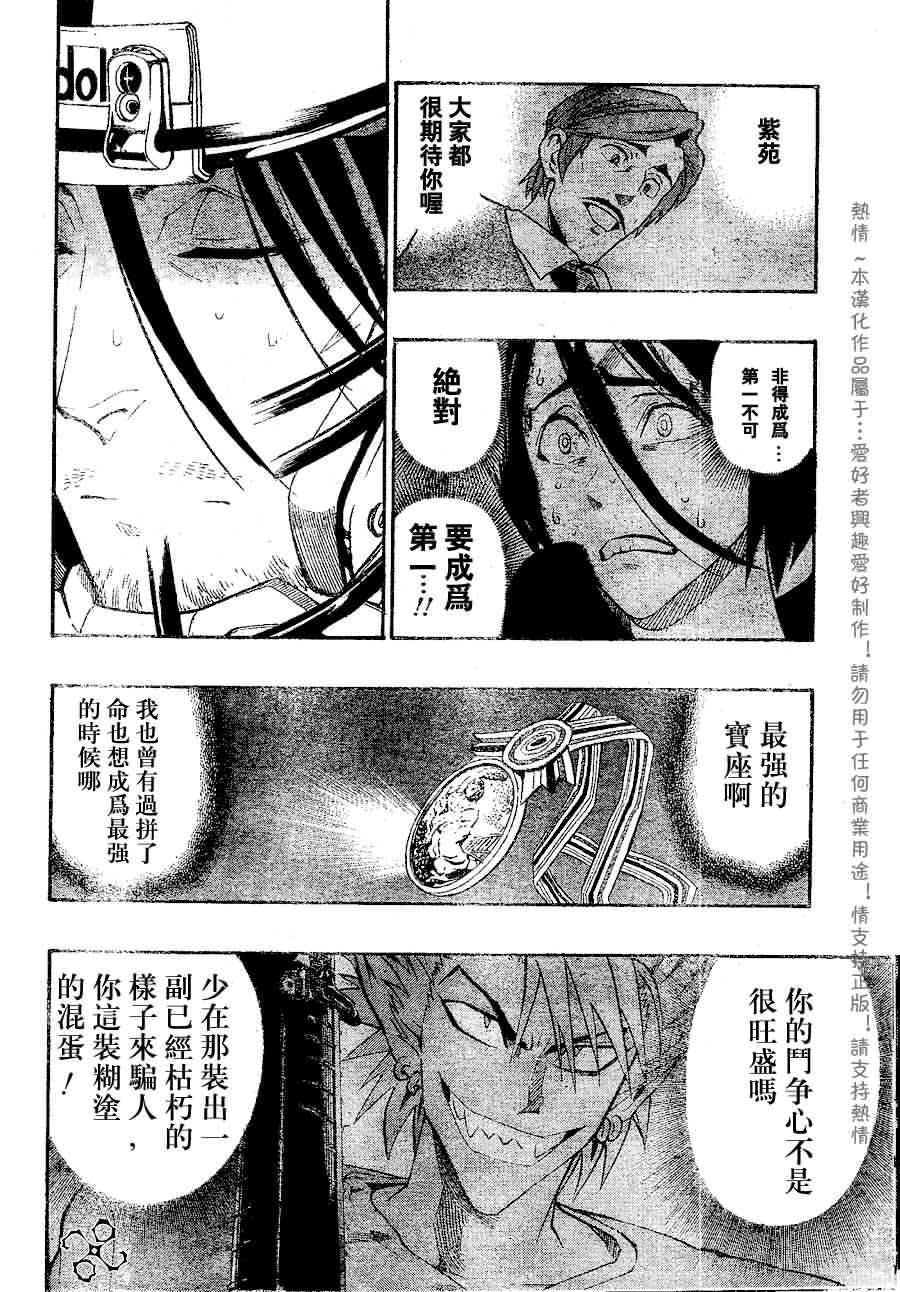 紫苑
大家都
很期待你喔
dol
非得成爲…
第一不可
絕對
要成爲
第一…!!
最强的
寶座啊
我也曾有過拼了
命也想成爲最强
的時候哪
你的鬥争心不是
很旺盛嗎
少在那裝出一
副已經枯朽的
樣子來騙人，
你這裝糊塗
的混蛋！
熱情～本漢化作品屬于…愛好者興趣愛好制作！請勿用于任何商業用途！情支持正版！請支持熱情